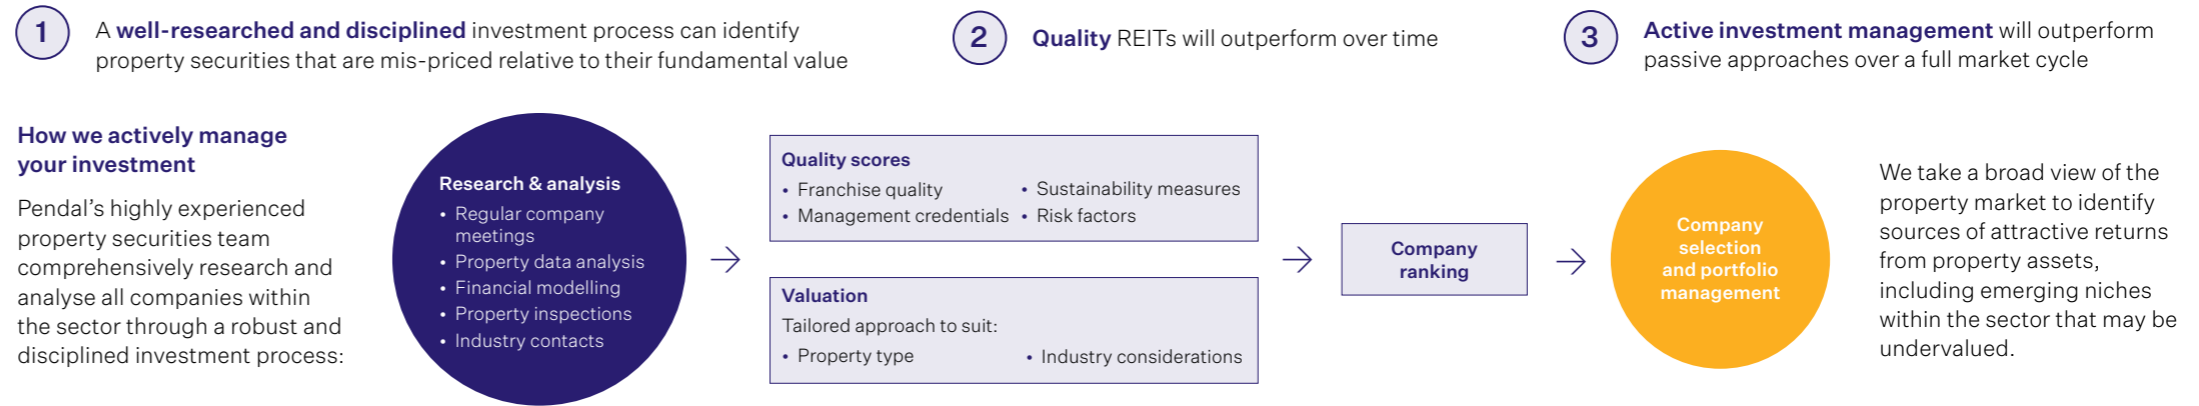 1
A well-researched and disciplined investment process can identify
property securities that are mis-priced relative to their fundamental value
2
Quality REITs will outperform over time
3
Active investment management will outperform
passive approaches over a full market cycle
How we actively manage
your investment
Pendal's highly experienced
property securities team
comprehensively research and
analyse all companies within
the sector through a robust and
disciplined investment process:
Research & analysis
• Regular company
meetings
• Property data analysis
• Financial modelling
• Property inspections
• Industry contacts
Quality scores
• Franchise quality
• Management credentials
• Sustainability measures
• Risk factors
Valuation
Tailored approach to suit:
• Property type
• Industry considerations
Company
ranking
Company
selection
and portfolio
management
We take a broad view of the
property market to identify
sources of attractive returns
from property assets,
including emerging niches
within the sector that may be
undervalued.